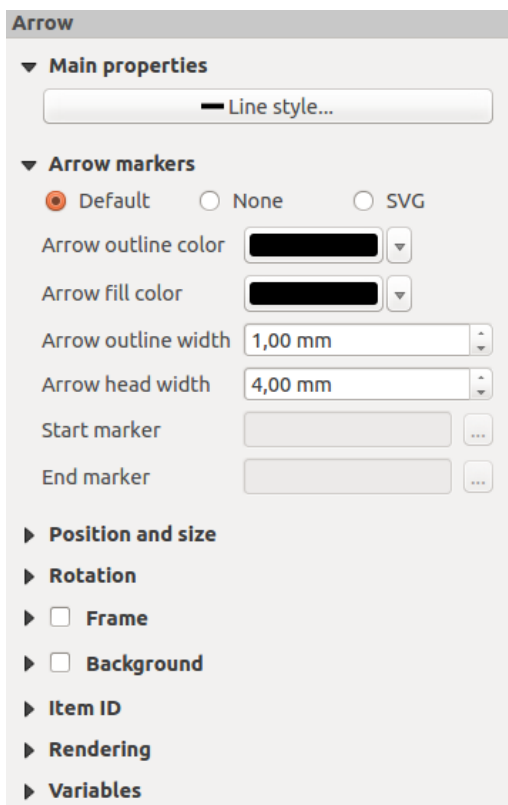 Arrow
Main properties
Line style...
Arrow markers
Default None SVG
Arrow outline color
Arrow fill color
Arrow outline width 1,00 mm
Arrow head width 4,00 mm
Start marker ...
End marker ...
Position and size
Rotation
Frame
Background
Item ID
Rendering
Variables